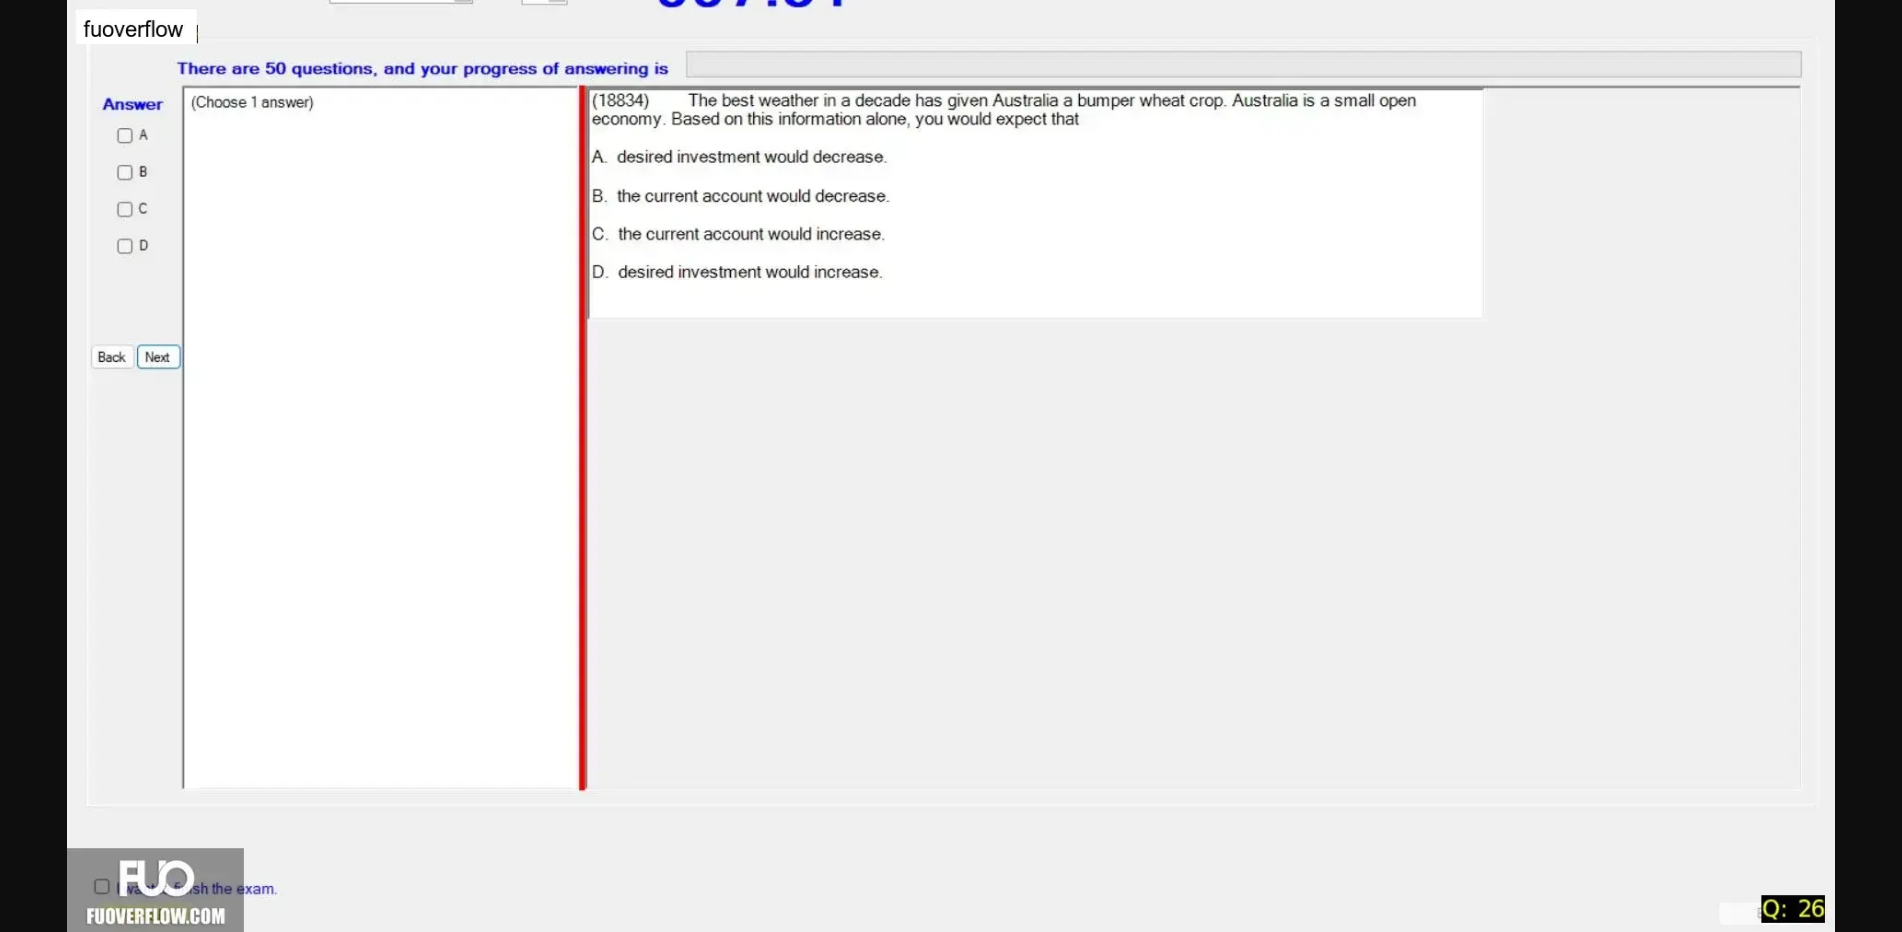 fuoverflow
There are 50 questions, and your progress of answering is
Answer
(Choose 1 answer)
A
B
C
D
Back
Next
(18834) The best weather in a decade has given Australia a bumper wheat crop. Australia is a small open
economy. Based on this information alone, you would expect that
A. desired investment would decrease.
B. the current account would decrease.
C. the current account would increase.
D. desired investment would increase.
FUO
the exam.
FUOVERFLOW.COM
Q: 26